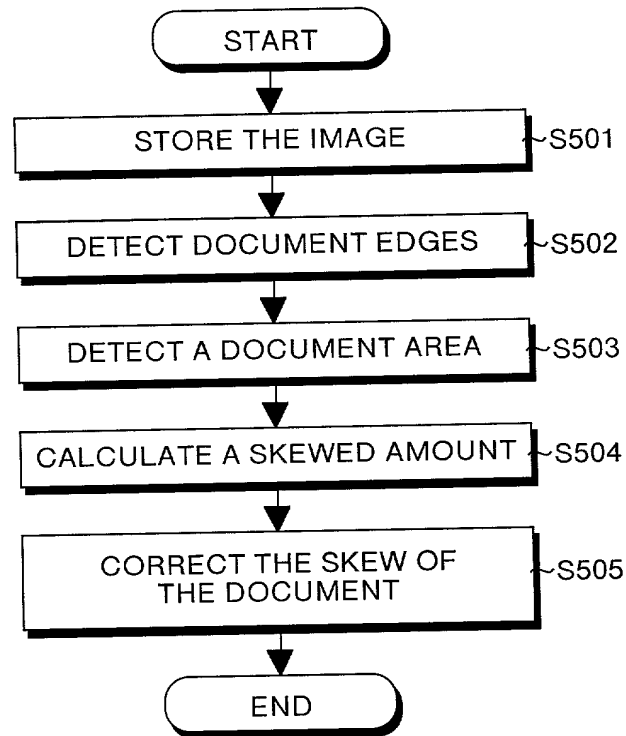 START
STORE THE IMAGE
S501
DETECT DOCUMENT EDGES
S502
DETECT A DOCUMENT AREA
S503
CALCULATE A SKEWED AMOUNT
S504
CORRECT THE SKEW OF
THE DOCUMENT
S505
END